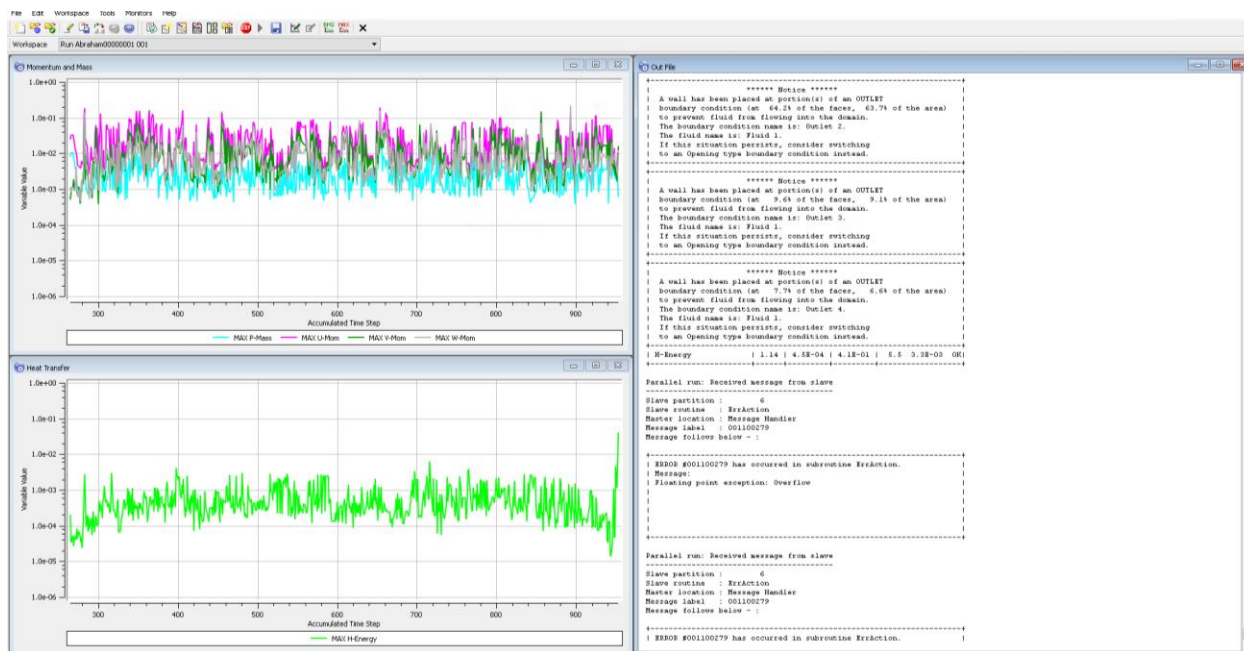 File Edit Workspace Tools Monitors Help
Workspace Run Abraham00000001 001
Momentum and Mass
1.0e+00
1.0e-01
1.0e-02
1.0e-03
1.0e-04
1.0e-05
1.0e-06
Variable Value
300 400 500 600 700 800 900
Accumulated Time Step
MAX P-Mass MAX U-Mom MAX V-Mom MAX W-Mom
Heat Transfer
1.0e+00
1.0e-01
1.0e-02
1.0e-03
1.0e-04
1.0e-05
1.0e-06
Variable Value
300 400 500 600 700 800 900
Accumulated Time Step
MAX H-Energy
Out File
+--------------------------------------------------------------------+
| ****** Notice ****** |
| A wall has been placed at portion(s) of an OUTLET |
| boundary condition (at 64.2% of the faces, 63.7% of the area) |
| to prevent fluid from flowing into the domain. |
| The boundary condition name is: Outlet 2. |
| The fluid name is: Fluid 1. |
| If this situation persists, consider switching |
| to an Opening type boundary condition instead. |
+--------------------------------------------------------------------+
+--------------------------------------------------------------------+
| ****** Notice ****** |
| A wall has been placed at portion(s) of an OUTLET |
| boundary condition (at 9.6% of the faces, 9.1% of the area) |
| to prevent fluid from flowing into the domain. |
| The boundary condition name is: Outlet 3. |
| The fluid name is: Fluid 1. |
| If this situation persists, consider switching |
| to an Opening type boundary condition instead. |
+--------------------------------------------------------------------+
+--------------------------------------------------------------------+
| ****** Notice ****** |
| A wall has been placed at portion(s) of an OUTLET |
| boundary condition (at 7.7% of the faces, 6.6% of the area) |
| to prevent fluid from flowing into the domain. |
| The boundary condition name is: Outlet 4. |
| The fluid name is: Fluid 1. |
| If this situation persists, consider switching |
| to an Opening type boundary condition instead. |
+--------------------------------------------------------------------+
| H-Energy | 1.14 | 4.5E-04 | 4.1E-01 | 5.5 3.3E-03 OK|
+----------------------+------+---------+---------+------------------+
Parallel run: Received message from slave
-----------------------------------------
Slave partition : 6
Slave routine : ErrAction
Master location : Message Handler
Message label : 001100279
Message follows below - :
+--------------------------------------------------------------------+
| ERROR #001100279 has occurred in subroutine ErrAction. |
| Message: |
| Floating point exception: Overflow |
+--------------------------------------------------------------------+
Parallel run: Received message from slave
-----------------------------------------
Slave partition : 6
Slave routine : ErrAction
Master location : Message Handler
Message label : 001100279
Message follows below - :
+--------------------------------------------------------------------+
| ERROR #001100279 has occurred in subroutine ErrAction. |